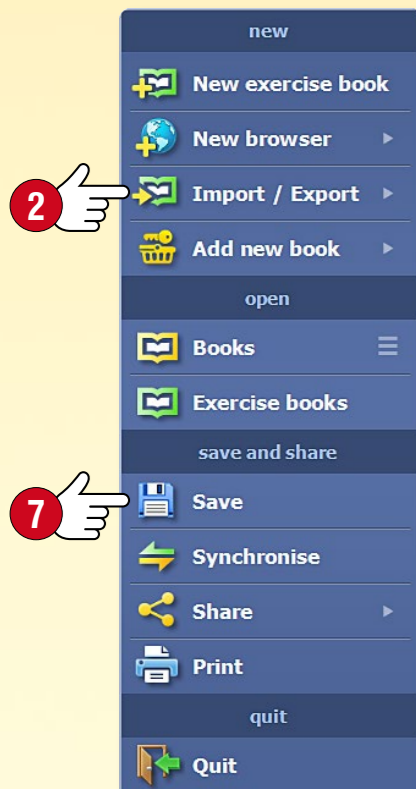 new
New exercise book
New browser
2
Import / Export
Add new book
open
Books
Exercise books
save and share
7
Save
Synchronise
Share
Print
quit
Quit